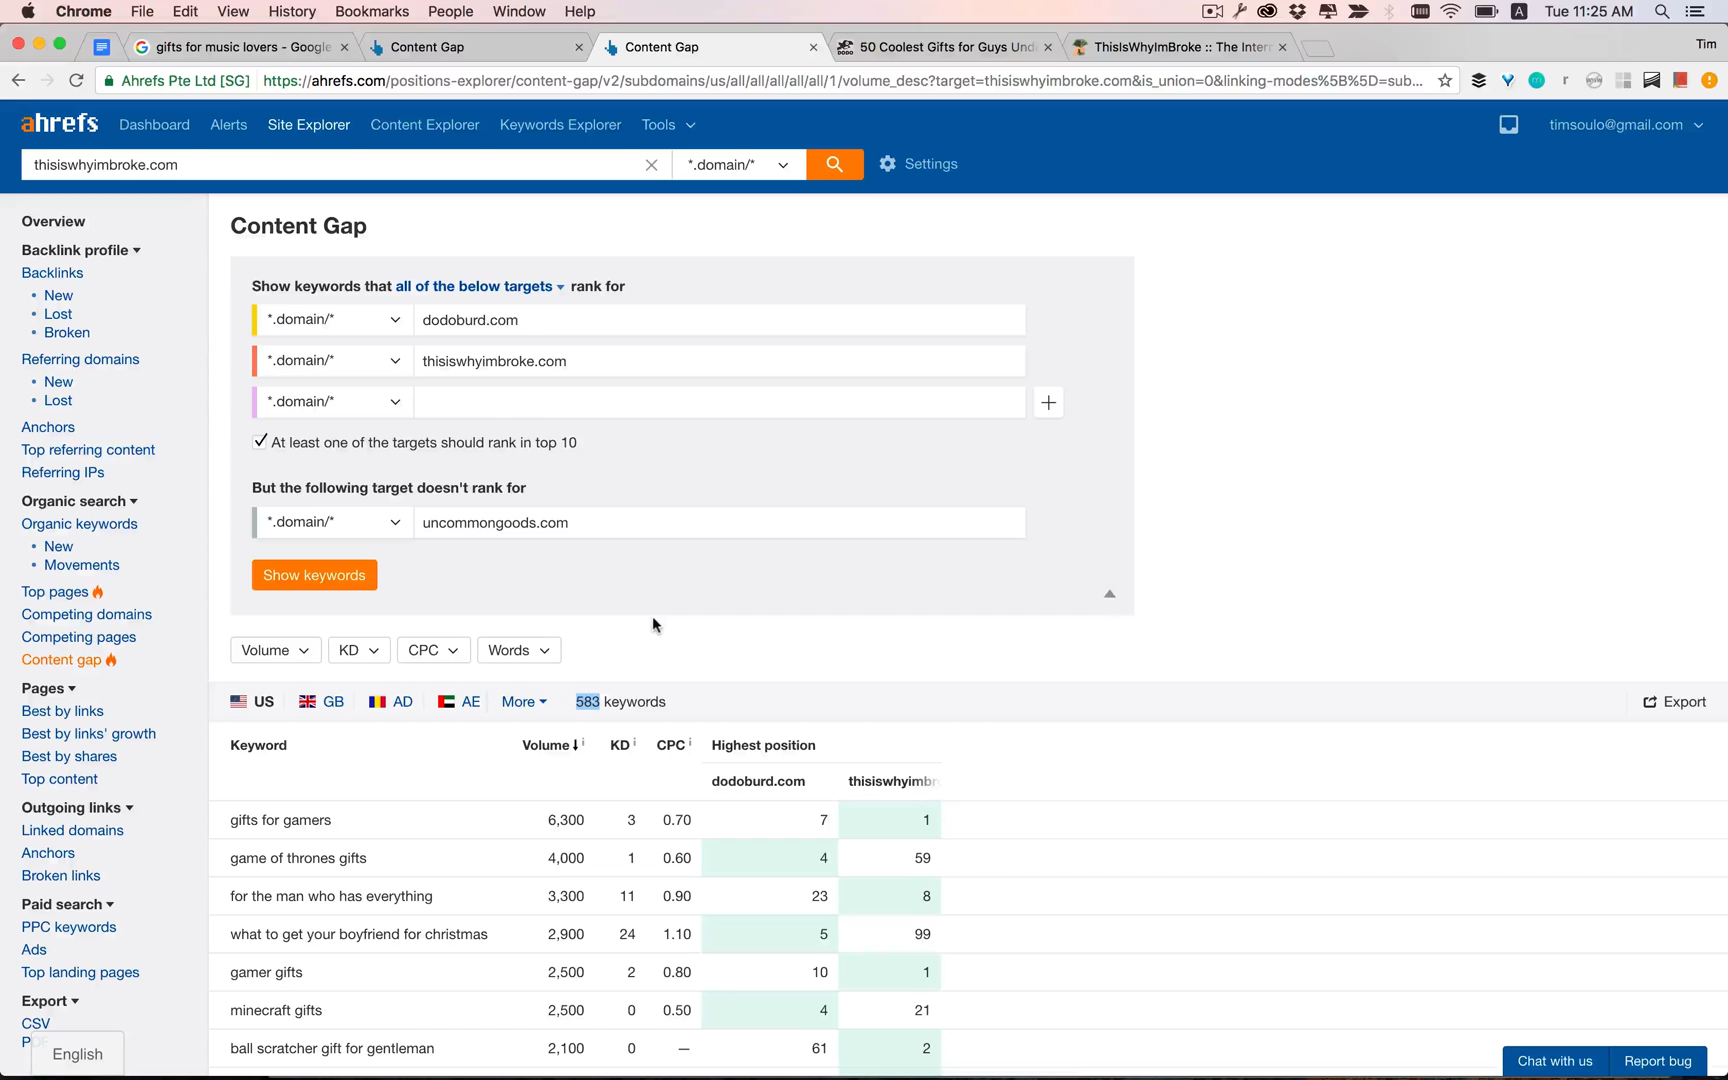 Chrome File Edit View History Bookmarks People Window Help Tue 11:25 AM
gifts for music lovers - Google Content Gap Content Gap 50 Coolest Gifts for Guys Und ThisIsWhyImBroke :: The Intern Tim
Ahrefs Pte Ltd [SG] https://ahrefs.com/positions-explorer/content-gap/v2/subdomains/us/all/all/all/all/all/1/volume_desc?target=thisiswhyimbroke.com&is_union=0&linking-modes%5B%5D=sub...
ahrefs Dashboard Alerts Site Explorer Content Explorer Keywords Explorer Tools timsoulo@gmail.com
thisiswhyimbroke.com *.domain/* Settings
Overview
Backlink profile
Backlinks
• New
• Lost
• Broken
Referring domains
• New
• Lost
Anchors
Top referring content
Referring IPs
Organic search
Organic keywords
• New
• Movements
Top pages
Competing domains
Competing pages
Content gap
Pages
Best by links
Best by links' growth
Best by shares
Top content
Outgoing links
Linked domains
Anchors
Broken links
Paid search
PPC keywords
Ads
Top landing pages
Export
CSV
English
Content Gap
Show keywords that all of the below targets rank for
*.domain/* dodoburd.com
*.domain/* thisiswhyimbroke.com
*.domain/*
At least one of the targets should rank in top 10
But the following target doesn't rank for
*.domain/* uncommongoods.com
Show keywords
Volume KD CPC Words
US GB AD AE More 583 keywords Export
Keyword Volume KD CPC Highest position
dodoburd.com thisiswhyimbr
gifts for gamers 6,300 3 0.70 7 1
game of thrones gifts 4,000 1 0.60 4 59
for the man who has everything 3,300 11 0.90 23 8
what to get your boyfriend for christmas 2,900 24 1.10 5 99
gamer gifts 2,500 2 0.80 10 1
minecraft gifts 2,500 0 0.50 4 21
ball scratcher gift for gentleman 2,100 0 — 61 2
Chat with us Report bug